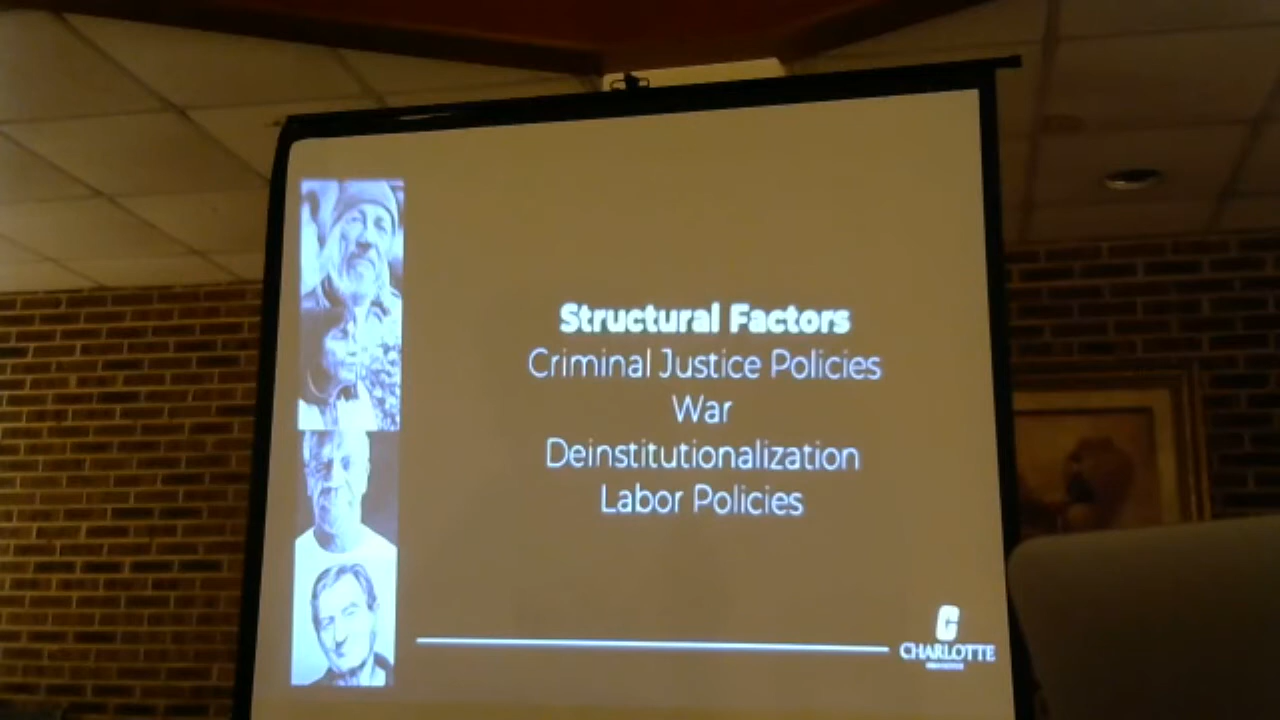 Structural Factors
Criminal Justice Policies
War
Deinstitutionalization
Labor Policies
C
CHARLOTTE